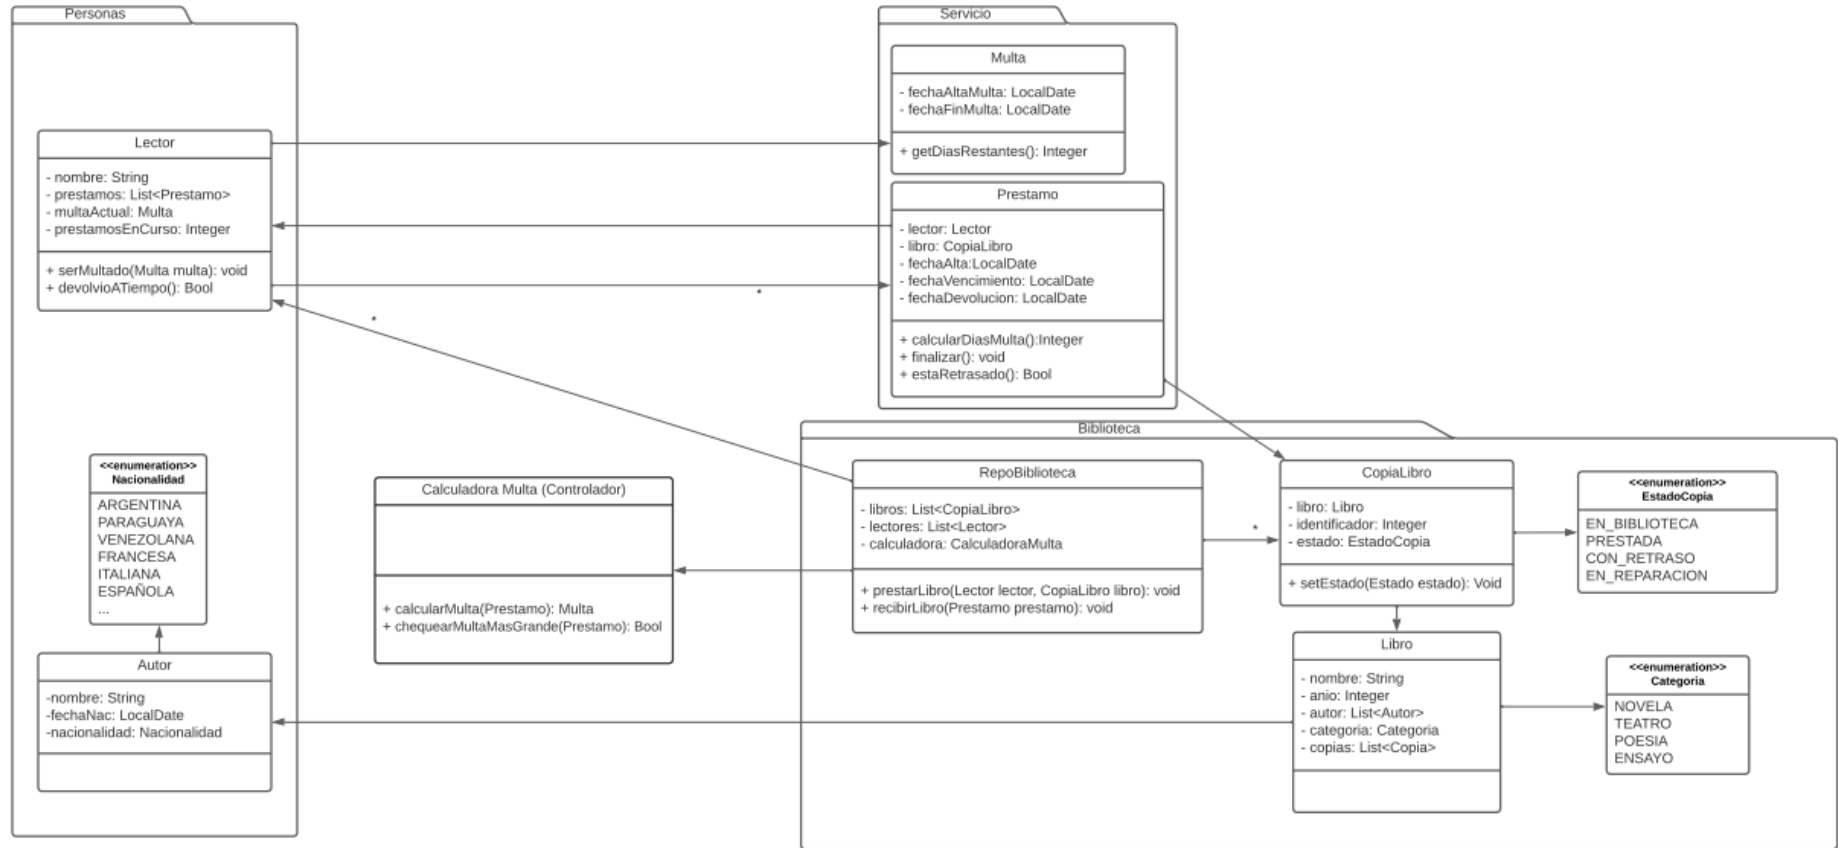 Personas
Lector
- nombre: String
- prestamos: List<Prestamo>
- multaActual: Multa
- prestamosEnCurso: Integer
+ serMultado(Multa multa): void
+ devolvioATiempo(): Bool
<<enumeration>>
Nacionalidad
ARGENTINA
PARAGUAYA
VENEZOLANA
FRANCESA
ITALIANA
ESPAÑOLA
...
Autor
-nombre: String
-fechaNac: LocalDate
-nacionalidad: Nacionalidad
Servicio
Multa
- fechaAltaMulta: LocalDate
- fechaFinMulta: LocalDate
+ getDiasRestantes(): Integer
Prestamo
- lector: Lector
- libro: CopiaLibro
- fechaAlta:LocalDate
- fechaVencimiento: LocalDate
- fechaDevolucion: LocalDate
+ calcularDiasMulta():Integer
+ finalizar(): void
+ estaRetrasado(): Bool
*
*
Calculadora Multa (Controlador)
+ calcularMulta(Prestamo): Multa
+ chequearMultaMasGrande(Prestamo): Bool
Biblioteca
RepoBiblioteca
- libros: List<CopiaLibro>
- lectores: List<Lector>
- calculadora: CalculadoraMulta
+ prestarLibro(Lector lector, CopiaLibro libro): void
+ recibirLibro(Prestamo prestamo): void
*
CopiaLibro
- libro: Libro
- identificador: Integer
- estado: EstadoCopia
+ setEstado(Estado estado): Void
<<enumeration>>
EstadoCopia
EN_BIBLIOTECA
PRESTADA
CON_RETRASO
EN_REPARACION
Libro
- nombre: String
- anio: Integer
- autor: List<Autor>
- categoria: Categoria
- copias: List<Copia>
<<enumeration>>
Categoria
NOVELA
TEATRO
POESIA
ENSAYO